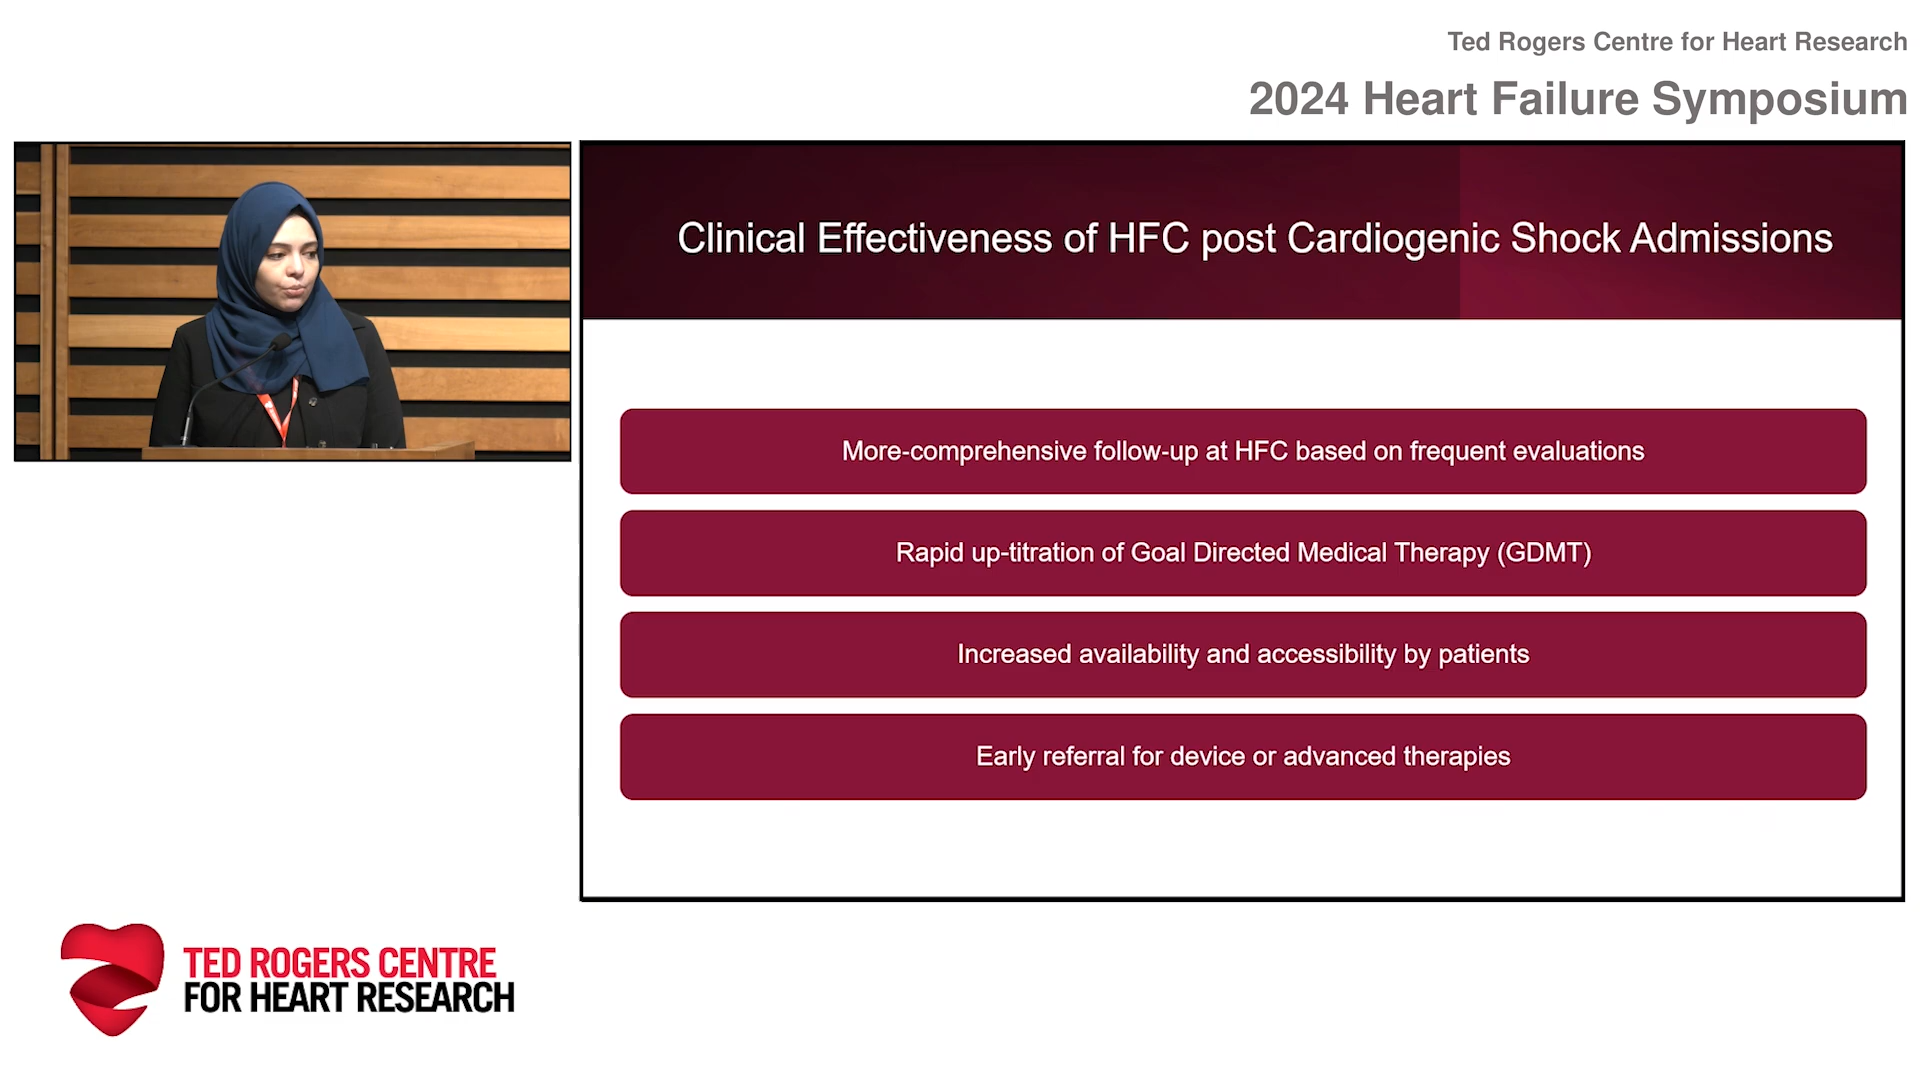 Ted Rogers Centre for Heart Research
2024 Heart Failure Symposium
Clinical Effectiveness of HFC post Cardiogenic Shock Admissions
More-comprehensive follow-up at HFC based on frequent evaluations
Rapid up-titration of Goal Directed Medical Therapy (GDMT)
Increased availability and accessibility by patients
Early referral for device or advanced therapies
TED ROGERS CENTRE
FOR HEART RESEARCH